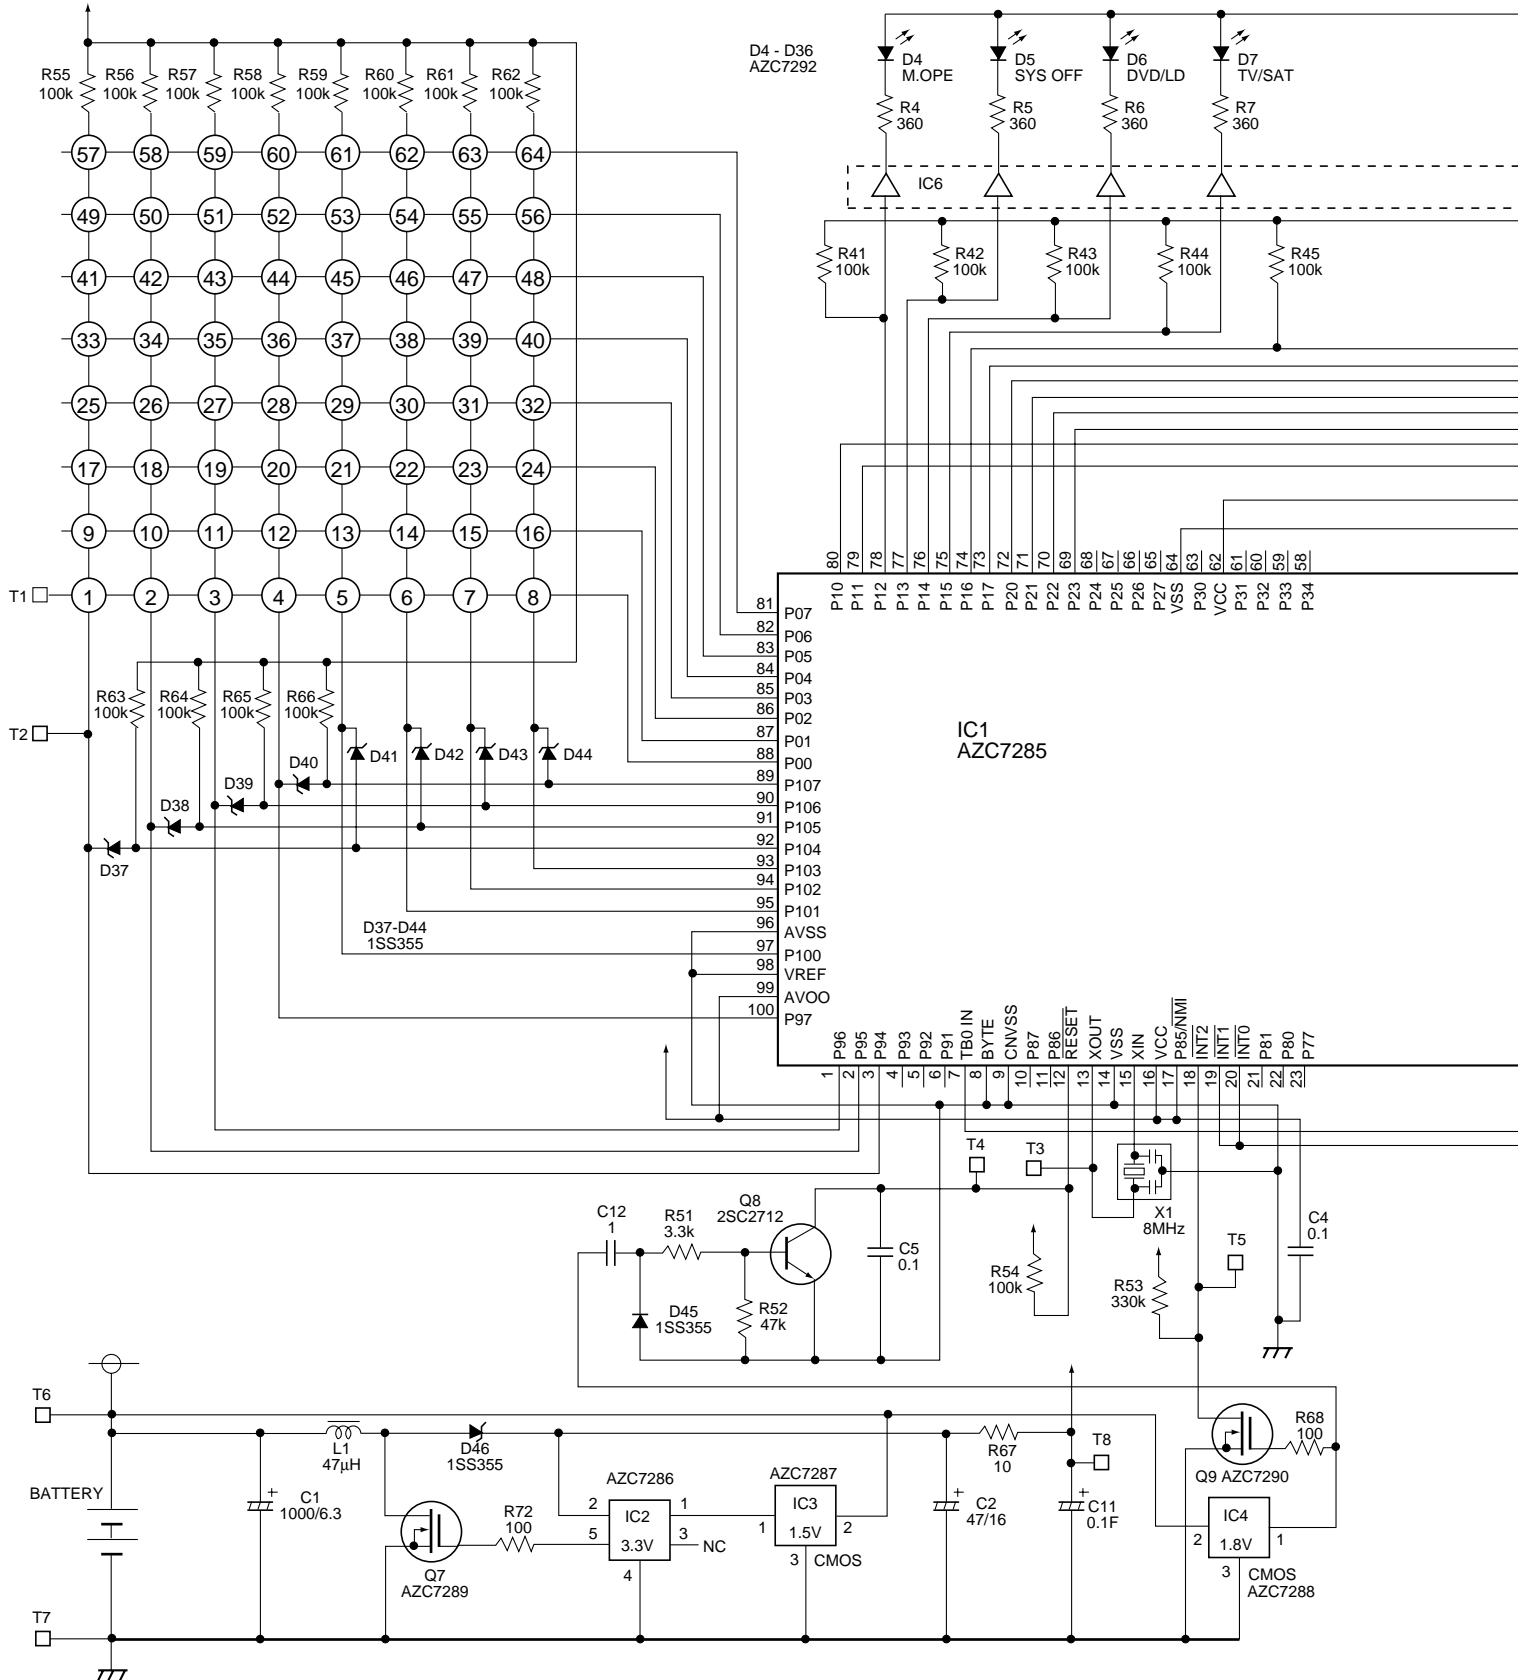 D4 - D36
AZC7292
D4
M.OPE
D5
SYS OFF
D6
DVD/LD
D7
TV/SAT
R55
100k
R56
100k
R57
100k
R58
100k
R59
100k
R60
100k
R61
100k
R62
100k
R4
360
R5
360
R6
360
R7
360
57 58 59 60 61 62 63 64
IC6
49 50 51 52 53 54 55 56
R41
100k
R42
100k
R43
100k
R44
100k
R45
100k
41 42 43 44 45 46 47 48
33 34 35 36 37 38 39 40
25 26 27 28 29 30 31 32
17 18 19 20 21 22 23 24
9 10 11 12 13 14 15 16
T1 1 2 3 4 5 6 7 8
80 79 78 77 76 75 74 73 72 71 70 69 68 67 66 65 64 63 62 61 60 59 58
P10 P11 P12 P13 P14 P15 P16 P17 P20 P21 P22 P23 P24 P25 P26 P27 VSS P30 VCC P31 P32 P33 P34
81 P07
82 P06
83 P05
84 P04
85 P03
86 P02
87 P01
88 P00
89 P107
90 P106
91 P105
92 P104
93 P103
94 P102
95 P101
96 AVSS
97 P100
98 VREF
99 AVOO
100 P97
IC1
AZC7285
R63
100k
R64
100k
R65
100k
R66
100k
T2
D41
D42
D43
D44
D40
D39
D38
D37
D37-D44
1SS355
P96 P95 P94 P93 P92 P91 TB0 IN BYTE CNVSS P87 P86 RESET XOUT VSS XIN VCC P85/NMI INT2 INT1 INT0 P81 P80 P77
1 2 3 4 5 6 7 8 9 10 11 12 13 14 15 16 17 18 19 20 21 22 23
T4
T3
X1
8MHz
C12
1
R51
3.3k
Q8
2SC2712
C5
0.1
R54
100k
R53
330k
T5
C4
0.1
D45
1SS355
R52
47k
T6
L1
47µH
D46
1SS355
R67
10
T8
R68
100
Q9 AZC7290
BATTERY
+
C1
1000/6.3
Q7
AZC7289
R72
100
AZC7286
IC2
3.3V
2
5
1
3
4
NC
AZC7287
IC3
1.5V
1
2
3
CMOS
+
C2
47/16
+
C11
0.1F
IC4
1.8V
2
1
3
CMOS
AZC7288
T7